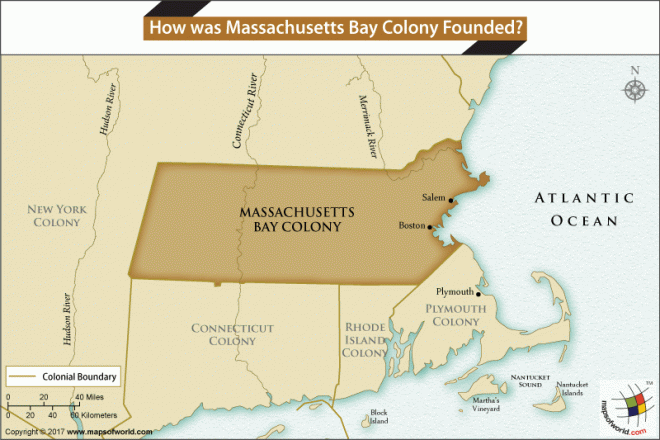 How was Massachusetts Bay Colony Founded?
N
Hudson River
Connecticut River
Merrimack River
NEW YORK
COLONY
MASSACHUSETTS
BAY COLONY
Salem
Boston
ATLANTIC
OCEAN
Hudson River
Plymouth
PLYMOUTH
COLONY
CONNECTICUT
COLONY
RHODE
ISLAND
COLONY
Colonial Boundary
0 20 40 Miles
0 60 Kilometers
NANTUCKET
SOUND
Nantucket
Islands
Martha's
Vineyard
Block
Island
Copyright © 2017 www.mapsofworld.com
TM
mapsofworld.com